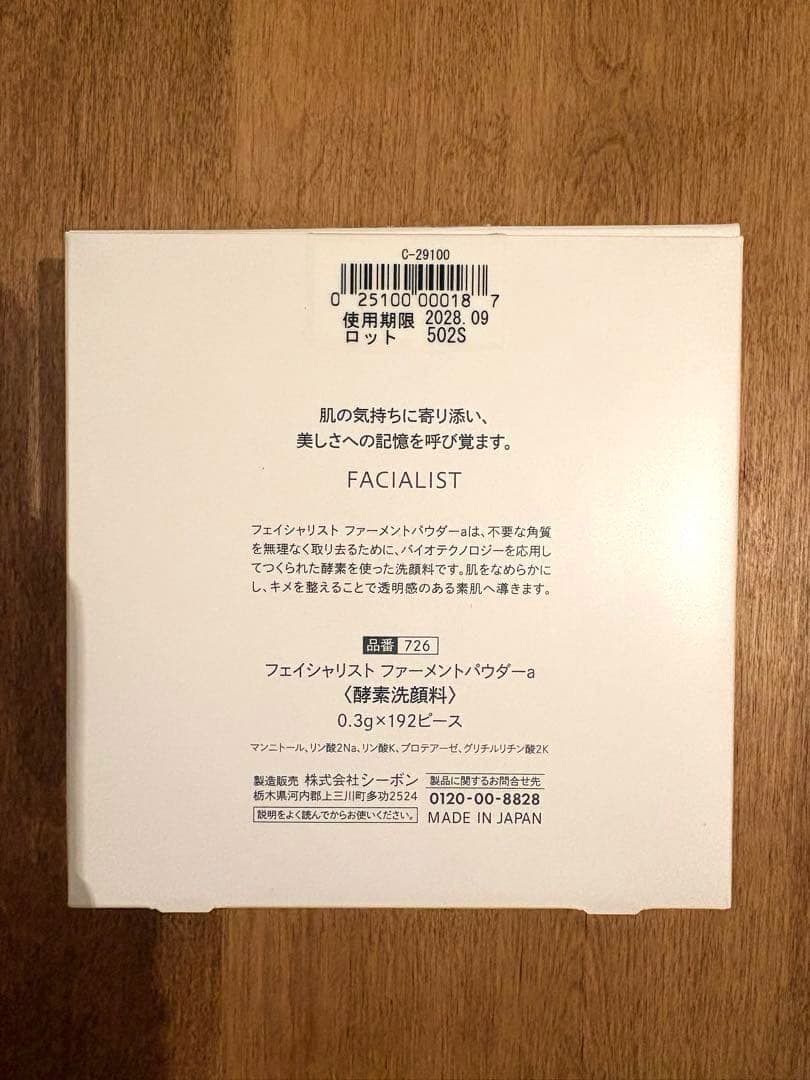 C-29100
0 25100 00018 7
使用期限 2028.09
ロット 502S
肌の気持ちに寄り添い、
美しさへの記憶を呼び覚ます。
FACIALIST
フェイシャリスト ファーメントパウダーaは、不要な角質
を無理なく取り去るために、バイオテクノロジーを応用し
てつくられた酵素を使った洗顔料です。肌をなめらかに
し、キメを整えることで透明感のある素肌へ導きます。
品番 726
フェイシャリスト ファーメントパウダーa
〈酵素洗顔料〉
0.3g×192ピース
マンニトール、リン酸2Na、リン酸K、プロテアーゼ、グリチルリチン酸2K
製造販売 株式会社シーボン
栃木県河内郡上三川町多功2524
説明をよく読んでからお使いください。
製品に関するお問合せ先
0120-00-8828
MADE IN JAPAN